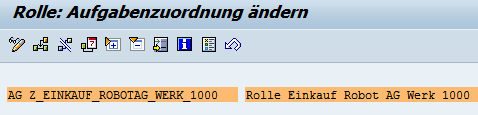 Rolle: Aufgabenzuordnung ändern
AG Z_EINKAUF_ROBOTAG_WERK_1000 Rolle Einkauf Robot AG Werk 1000